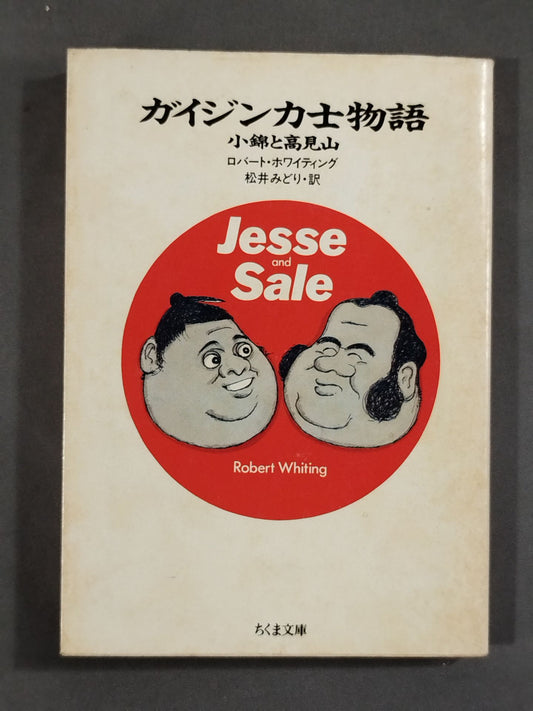 ガイジン力士物語
小錦と高見山
ロバート・ホワイティング
松井みどり・訳
Jesse
and
Sale
Robert Whiting
ちくま文庫